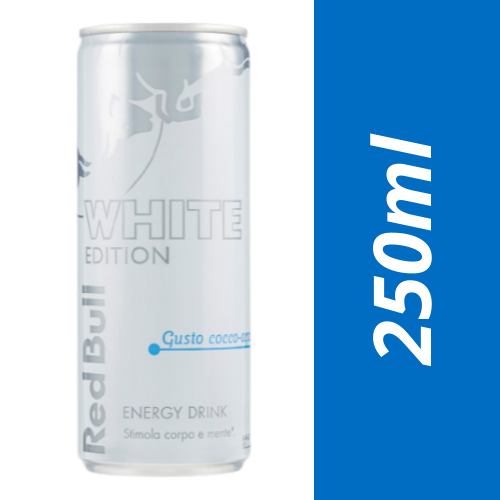 WHITE
EDITION
Red Bull
Gusto cocco-
ENERGY DRINK
Stimola corpo e mente*
250ml